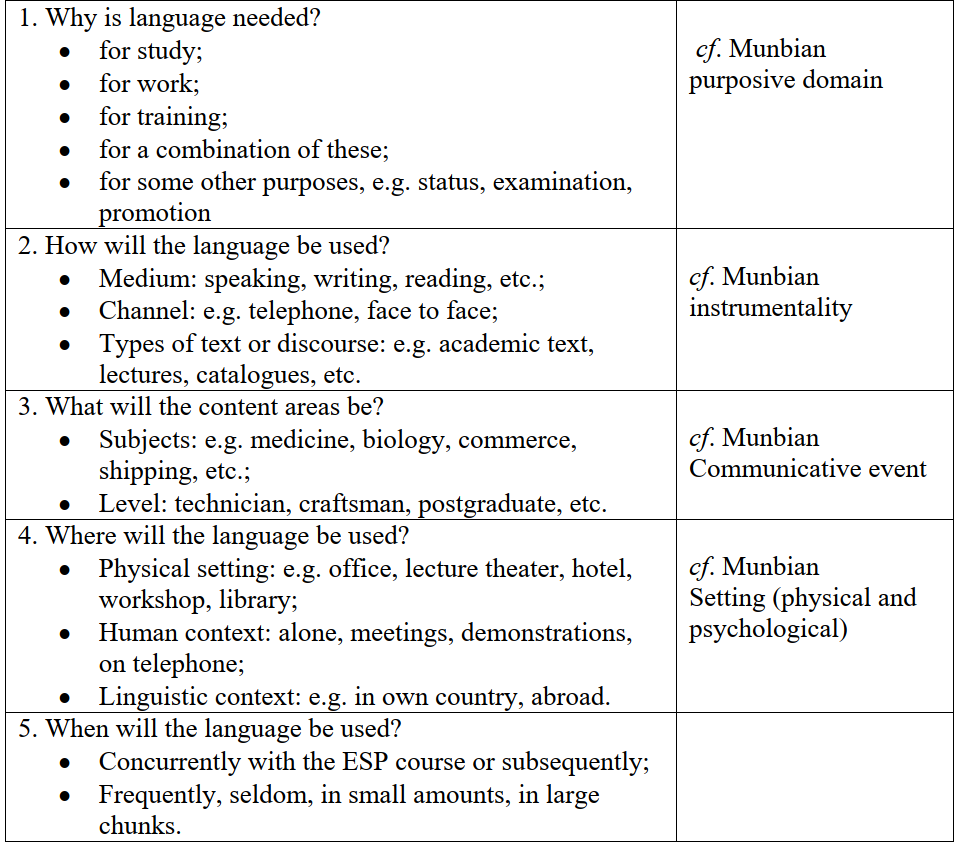 1. Why is language needed?
• for study;
• for work;
• for training;
• for a combination of these;
• for some other purposes, e.g. status, examination,
promotion
cf. Munbian
purposive domain
2. How will the language be used?
• Medium: speaking, writing, reading, etc.;
• Channel: e.g. telephone, face to face;
• Types of text or discourse: e.g. academic text,
lectures, catalogues, etc.
cf. Munbian
instrumentality
3. What will the content areas be?
• Subjects: e.g. medicine, biology, commerce,
shipping, etc.;
• Level: technician, craftsman, postgraduate, etc.
cf. Munbian
Communicative event
4. Where will the language be used?
• Physical setting: e.g. office, lecture theater, hotel,
workshop, library;
• Human context: alone, meetings, demonstrations,
on telephone;
• Linguistic context: e.g. in own country, abroad.
cf. Munbian
Setting (physical and
psychological)
5. When will the language be used?
• Concurrently with the ESP course or subsequently;
• Frequently, seldom, in small amounts, in large
chunks.